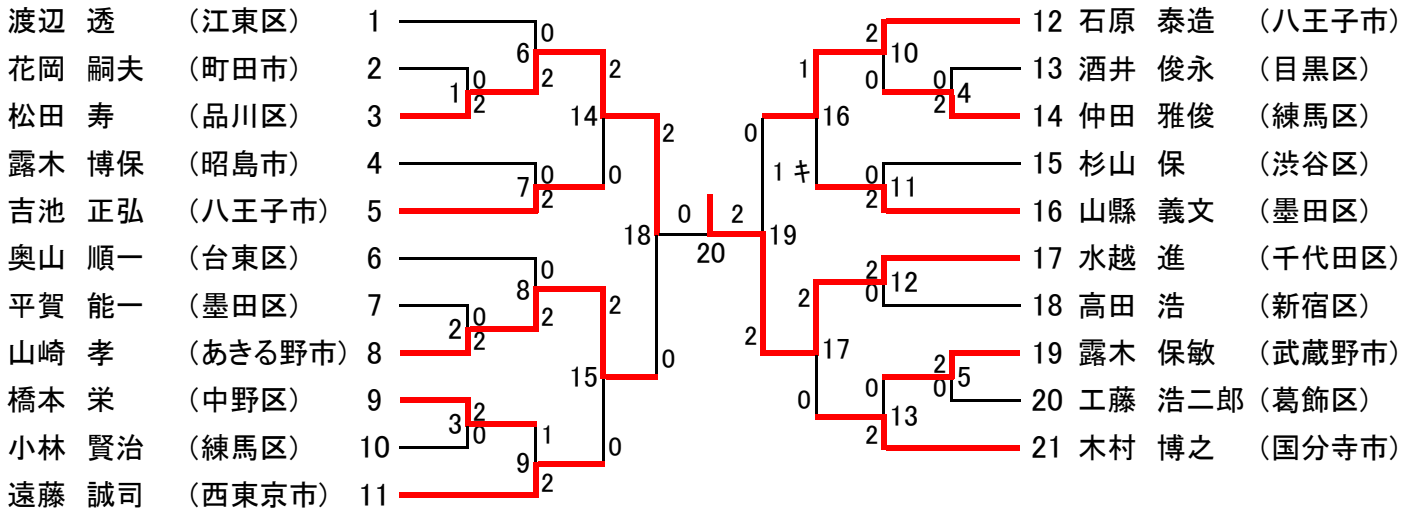 渡辺 透 (江東区) 1
花岡 嗣夫 (町田市) 2
松田 寿 (品川区) 3
露木 博保 (昭島市) 4
吉池 正弘 (八王子市) 5
奥山 順一 (台東区) 6
平賀 能一 (墨田区) 7
山崎 孝 (あきる野市) 8
橋本 栄 (中野区) 9
小林 賢治 (練馬区) 10
遠藤 誠司 (西東京市) 11
0
6
2
1
0
2
2
14
7
0
2
0
2
18
0
8
2
2
0
2
2
15
0
3
2
0
1
9
2
0
0
20
2
12 石原 泰造 (八王子市)
13 酒井 俊永 (目黒区)
14 仲田 雅俊 (練馬区)
15 杉山 保 (渋谷区)
16 山縣 義文 (墨田区)
17 水越 進 (千代田区)
18 高田 浩 (新宿区)
19 露木 保敏 (武蔵野市)
20 工藤 浩二郎 (葛飾区)
21 木村 博之 (国分寺市)
2
10
0
0
2
4
1
16
1 キ
0
0
2
11
19
2
2
0
12
2
17
0
2
0
5
0
13
2